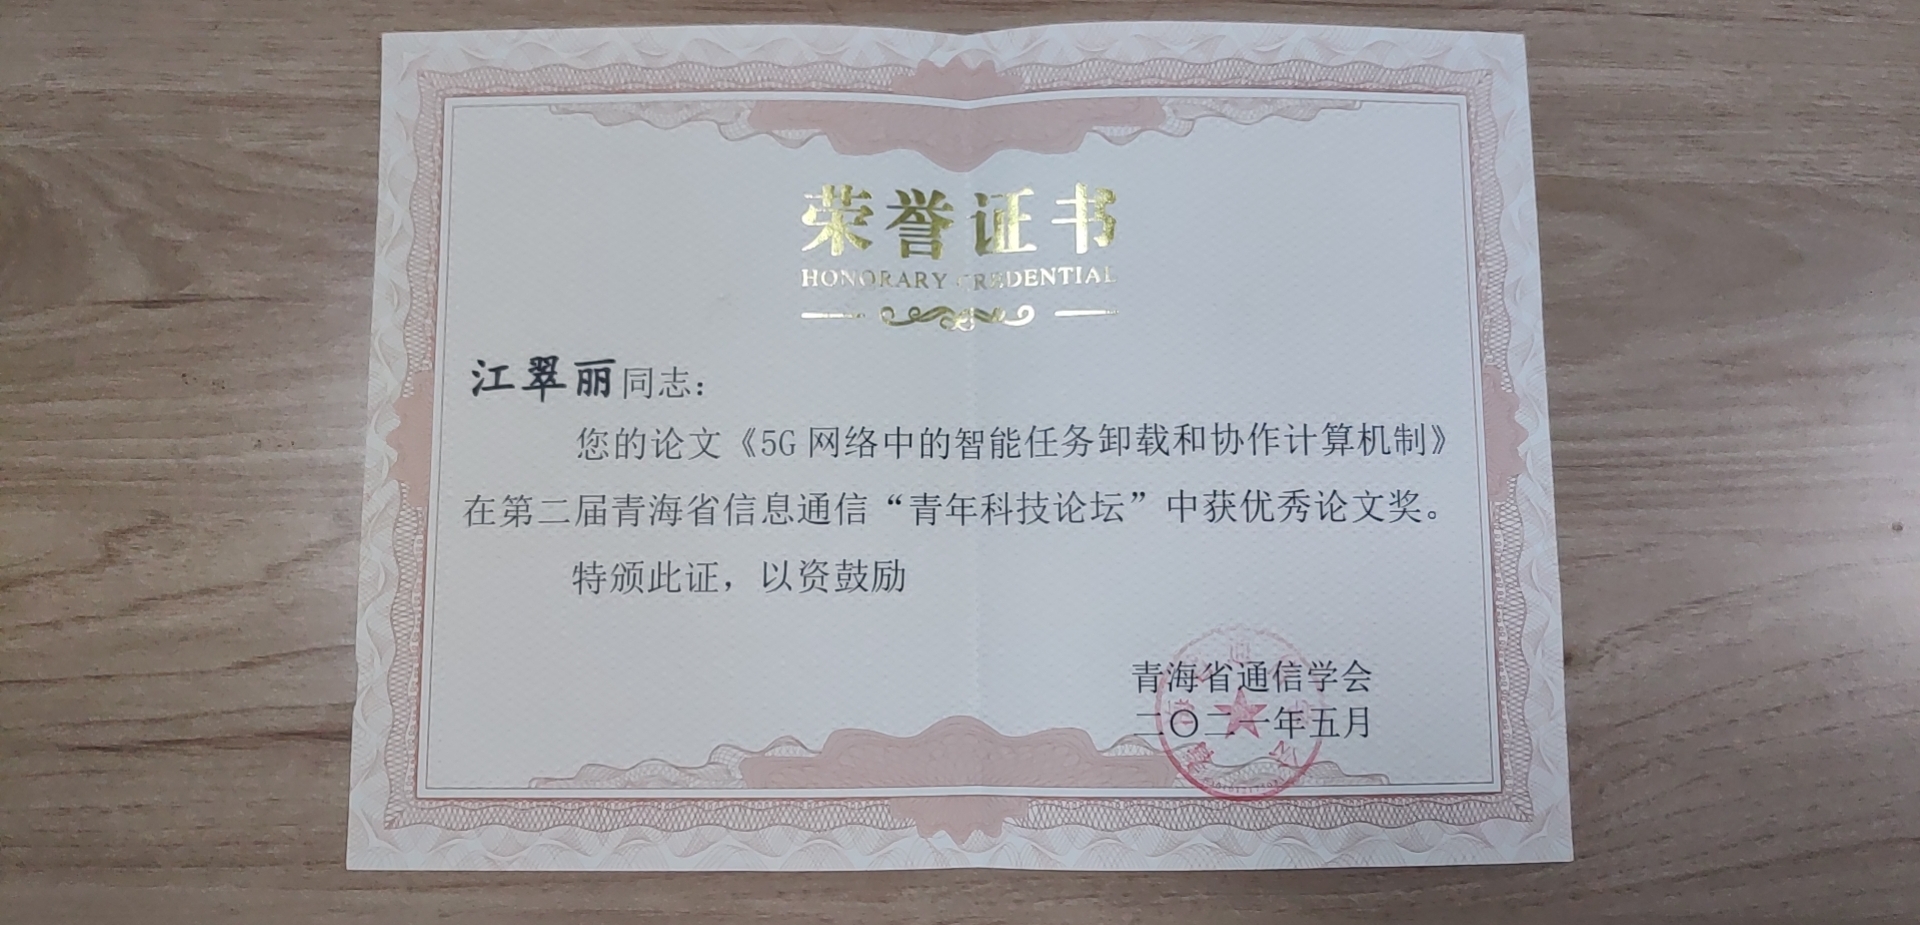 荣誉证书
HONORARY CREDENTIAL
江翠丽同志：
您的论文《5G 网络中的智能任务卸载和协作计算机制》
在第二届青海省信息通信“青年科技论坛”中获优秀论文奖。
特颁此证，以资鼓励
青海省通信学会
二〇二一年五月